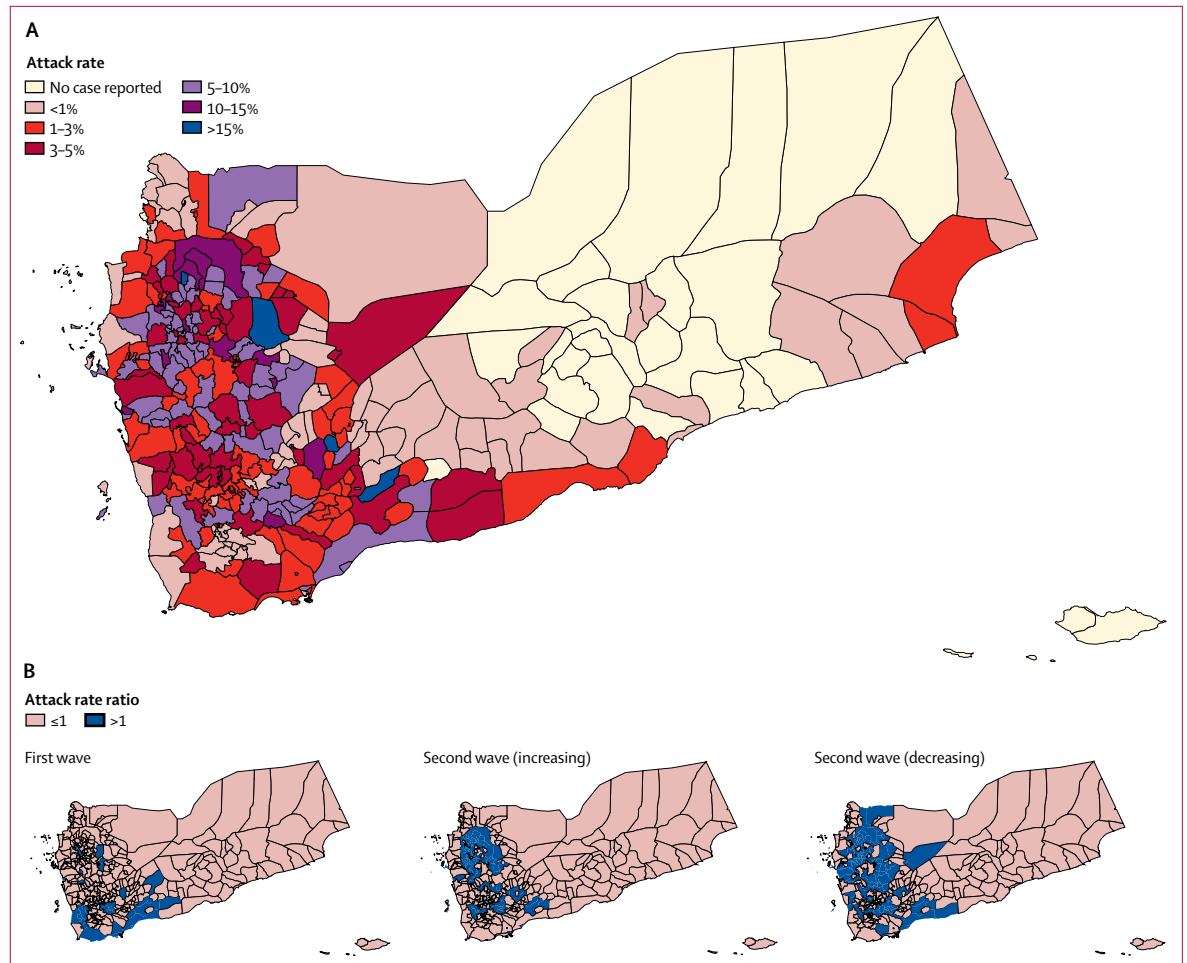 A
Attack rate
No case reported
<1%
1–3%
3–5%
5–10%
10–15%
>15%
B
Attack rate ratio
≤1 >1
First wave
Second wave (increasing)
Second wave (decreasing)